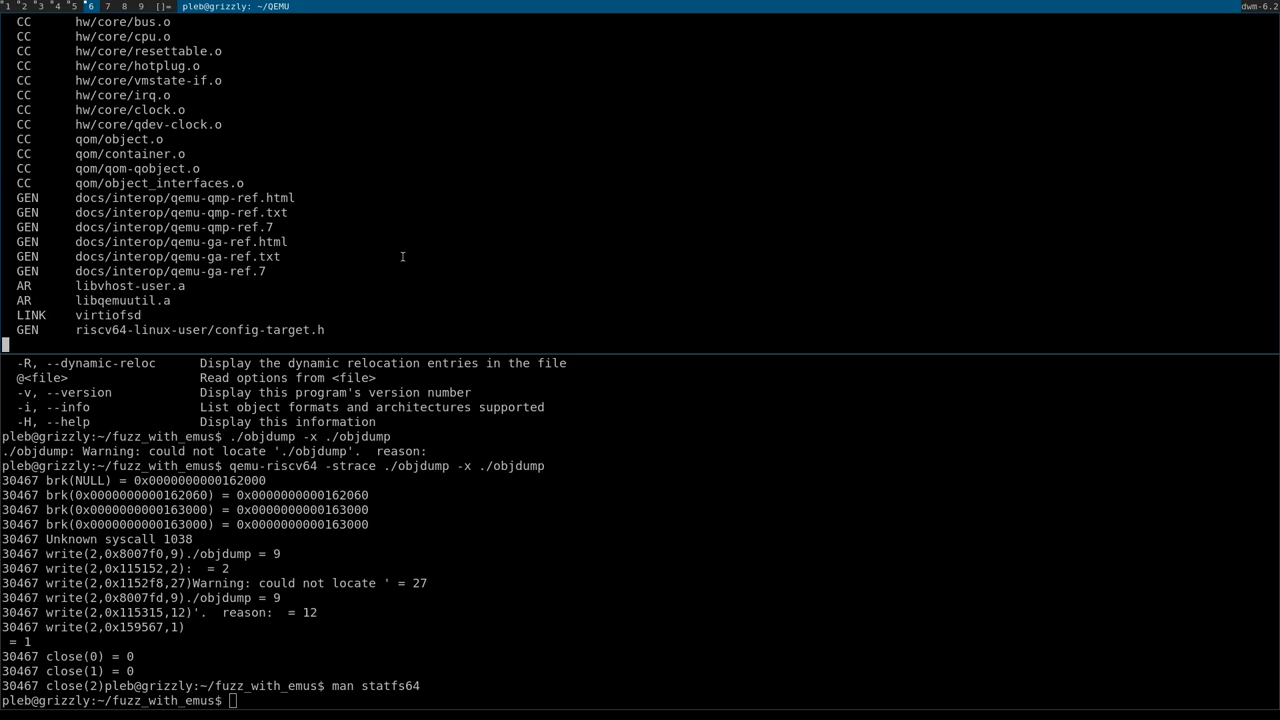 1 2 3 4 5 6 7 8 9 []= pleb@grizzly: ~/QEMU dwm-6.2
CC hw/core/bus.o
CC hw/core/cpu.o
CC hw/core/resettable.o
CC hw/core/hotplug.o
CC hw/core/vmstate-if.o
CC hw/core/irq.o
CC hw/core/clock.o
CC hw/core/qdev-clock.o
CC qom/object.o
CC qom/container.o
CC qom/qom-qobject.o
CC qom/object_interfaces.o
GEN docs/interop/qemu-qmp-ref.html
GEN docs/interop/qemu-qmp-ref.txt
GEN docs/interop/qemu-qmp-ref.7
GEN docs/interop/qemu-ga-ref.html
GEN docs/interop/qemu-ga-ref.txt
GEN docs/interop/qemu-ga-ref.7
AR libvhost-user.a
AR libqemuutil.a
LINK virtiofsd
GEN riscv64-linux-user/config-target.h
-R, --dynamic-reloc Display the dynamic relocation entries in the file
@<file> Read options from <file>
-v, --version Display this program's version number
-i, --info List object formats and architectures supported
-H, --help Display this information
pleb@grizzly:~/fuzz_with_emus$ ./objdump -x ./objdump
./objdump: Warning: could not locate './objdump'.  reason:
pleb@grizzly:~/fuzz_with_emus$ qemu-riscv64 -strace ./objdump -x ./objdump
30467 brk(NULL) = 0x0000000000162000
30467 brk(0x0000000000162060) = 0x0000000000162060
30467 brk(0x0000000000163000) = 0x0000000000163000
30467 brk(0x0000000000163000) = 0x0000000000163000
30467 Unknown syscall 1038
30467 write(2,0x8007f0,9)./objdump = 9
30467 write(2,0x115152,2):  = 2
30467 write(2,0x1152f8,27)Warning: could not locate ' = 27
30467 write(2,0x8007fd,9)./objdump = 9
30467 write(2,0x115315,12)'.  reason:  = 12
30467 write(2,0x159567,1)
= 1
30467 close(0) = 0
30467 close(1) = 0
30467 close(2)pleb@grizzly:~/fuzz_with_emus$ man statfs64
pleb@grizzly:~/fuzz_with_emus$